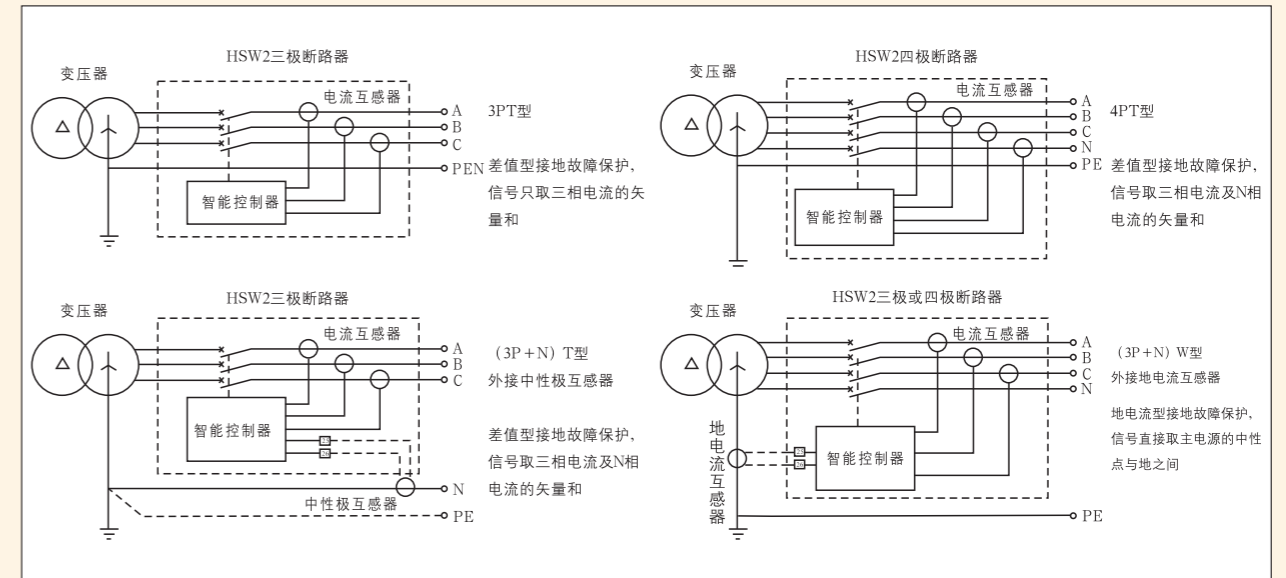 HSW2三极断路器
变压器
电流互感器
A
B
C
PEN
智能控制器
3PT型
差值型接地故障保护,
信号只取三相电流的矢
量和
HSW2四极断路器
变压器
电流互感器
A
B
C
N
PE
智能控制器
4PT型
差值型接地故障保护,
信号取三相电流及N相
电流的矢量和
HSW2三极断路器
变压器
电流互感器
A
B
C
智能控制器
25
26
中性极互感器
N
PE
（3P＋N）T型
外接中性极互感器
差值型接地故障保护,
信号取三相电流及N相
电流的矢量和
HSW2三极或四极断路器
变压器
电流互感器
A
B
C
N
地电流互感器
25
26
智能控制器
PE
（3P＋N）W型
外接地电流互感器
地电流型接地故障保护,
信号直接取主电源的中性
点与地之间